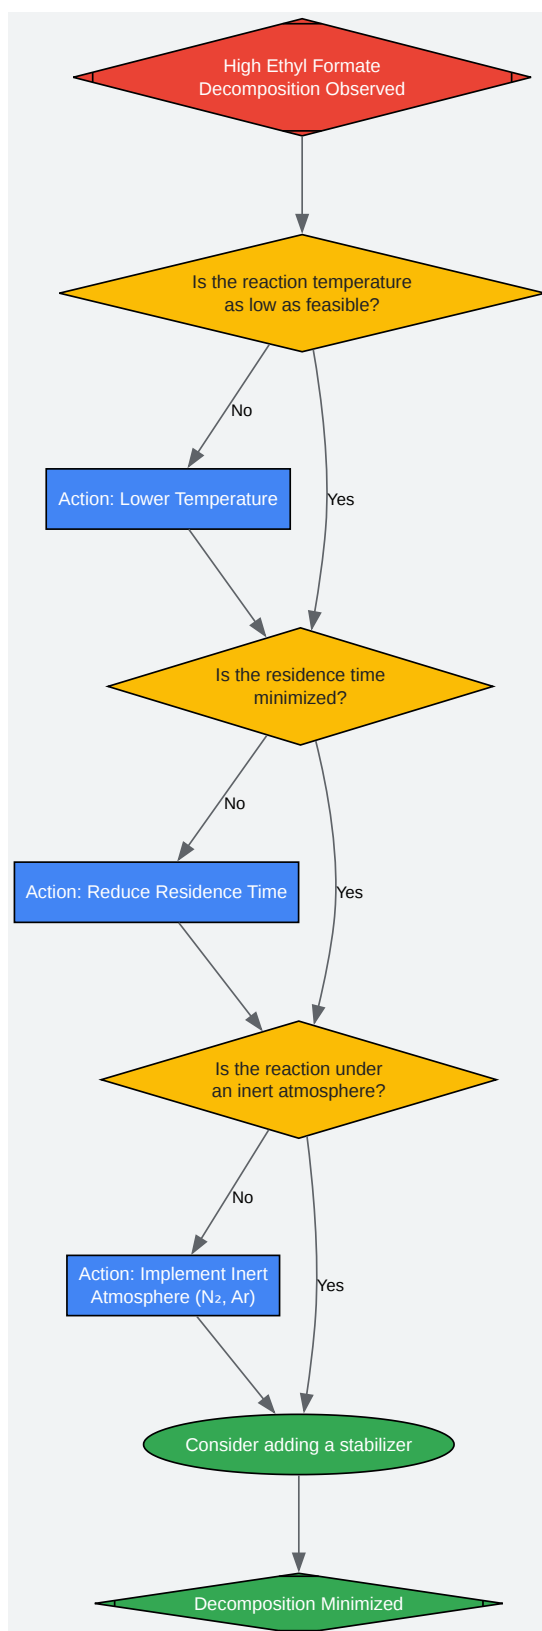 High Ethyl Formate
Decomposition Observed
Is the reaction temperature
as low as feasible?
No
Action: Lower Temperature
Yes
Is the residence time
minimized?
No
Action: Reduce Residence Time
Yes
Is the reaction under
an inert atmosphere?
No
Action: Implement Inert
Atmosphere (N₂, Ar)
Yes
Consider adding a stabilizer
Decomposition Minimized